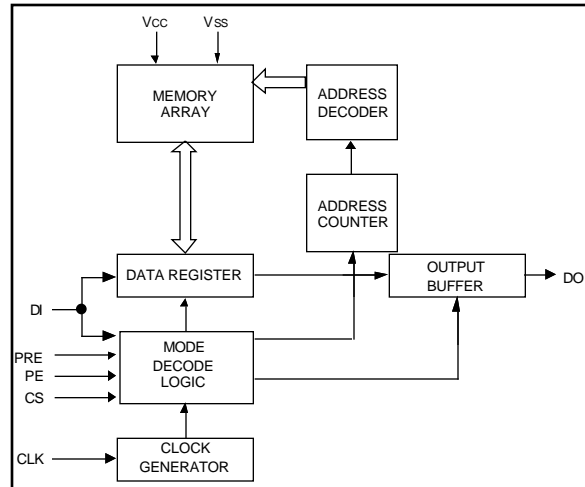 VCC VSS
MEMORY
ARRAY
ADDRESS
DECODER
ADDRESS
COUNTER
DATA REGISTER
OUTPUT
BUFFER
DO
DI
MODE
DECODE
LOGIC
PRE
PE
CS
CLK
CLOCK
GENERATOR